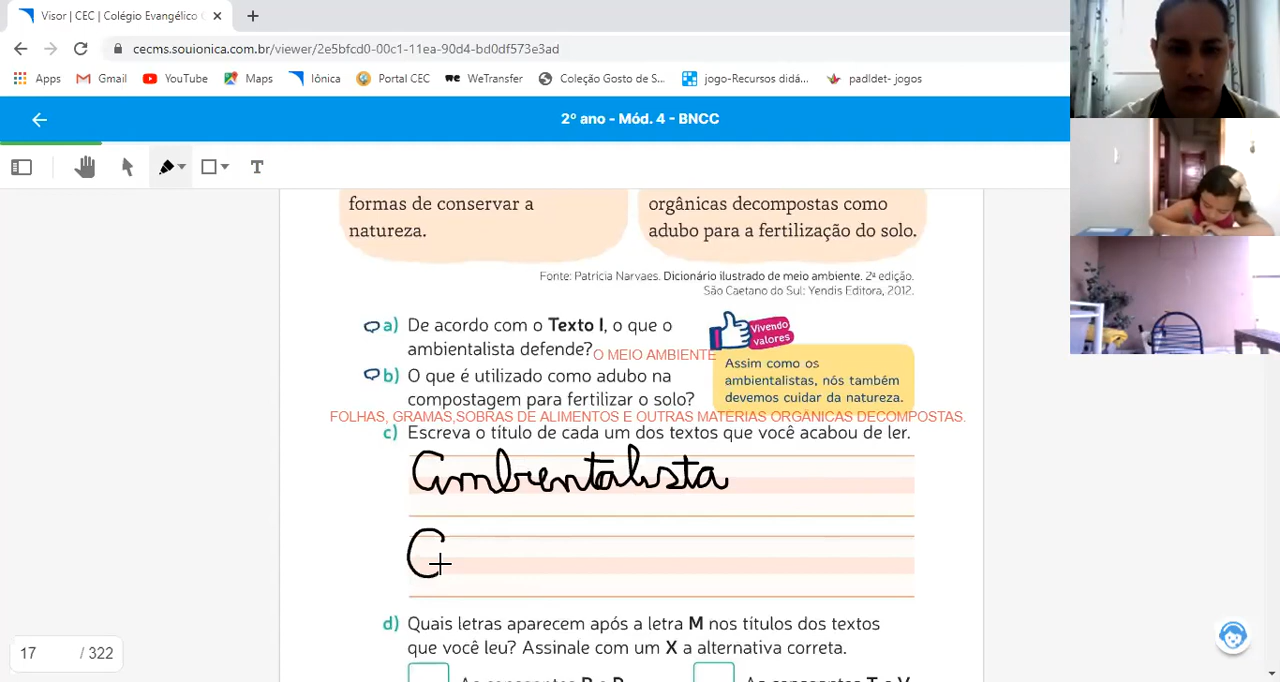 Visor | CEC | Colégio Evangélico
cecms.souionica.com.br/viewer/2e5bfcd0-00c1-11ea-90d4-bd0df573e3ad
Apps Gmail YouTube Maps Iônica Portal CEC WeTransfer Coleção Gosto de S... jogo-Recursos didá... padldet- jogos
2º ano - Mód. 4 - BNCC
T
formas de conservar a
natureza.
orgânicas decompostas como
adubo para a fertilização do solo.
Fonte: Patrícia Narvaes. Dicionário ilustrado de meio ambiente. 2ª edição.
São Caetano do Sul: Yendis Editora, 2012.
a) De acordo com o Texto I, o que o
ambientalista defende? O MEIO AMBIENTE
b) O que é utilizado como adubo na
compostagem para fertilizar o solo?
FOLHAS, GRAMAS,SOBRAS DE ALIMENTOS E OUTRAS MATÉRIAS ORGÂNICAS DECOMPOSTAS.
Vivendo
valores
Assim como os
ambientalistas, nós também
devemos cuidar da natureza.
c) Escreva o título de cada um dos textos que você acabou de ler.
Ambientalista
C
d) Quais letras aparecem após a letra M nos títulos dos textos
que você leu? Assinale com um X a alternativa correta.
17 / 322